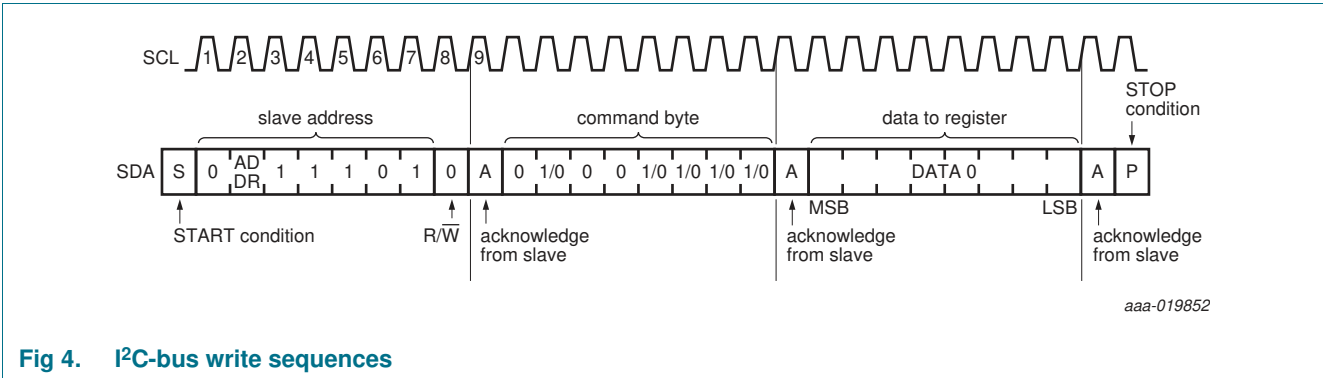 SCL 1 2 3 4 5 6 7 8 9
STOP
condition
slave address command byte data to register
SDA S 0 AD 1 1 1 0 1 0 A 0 1/0 0 0 1/0 1/0 1/0 1/0 A DATA 0 A P
DR
MSB LSB
START condition R/W̅ acknowledge acknowledge acknowledge
from slave from slave from slave
aaa-019852
Fig 4. I²C-bus write sequences